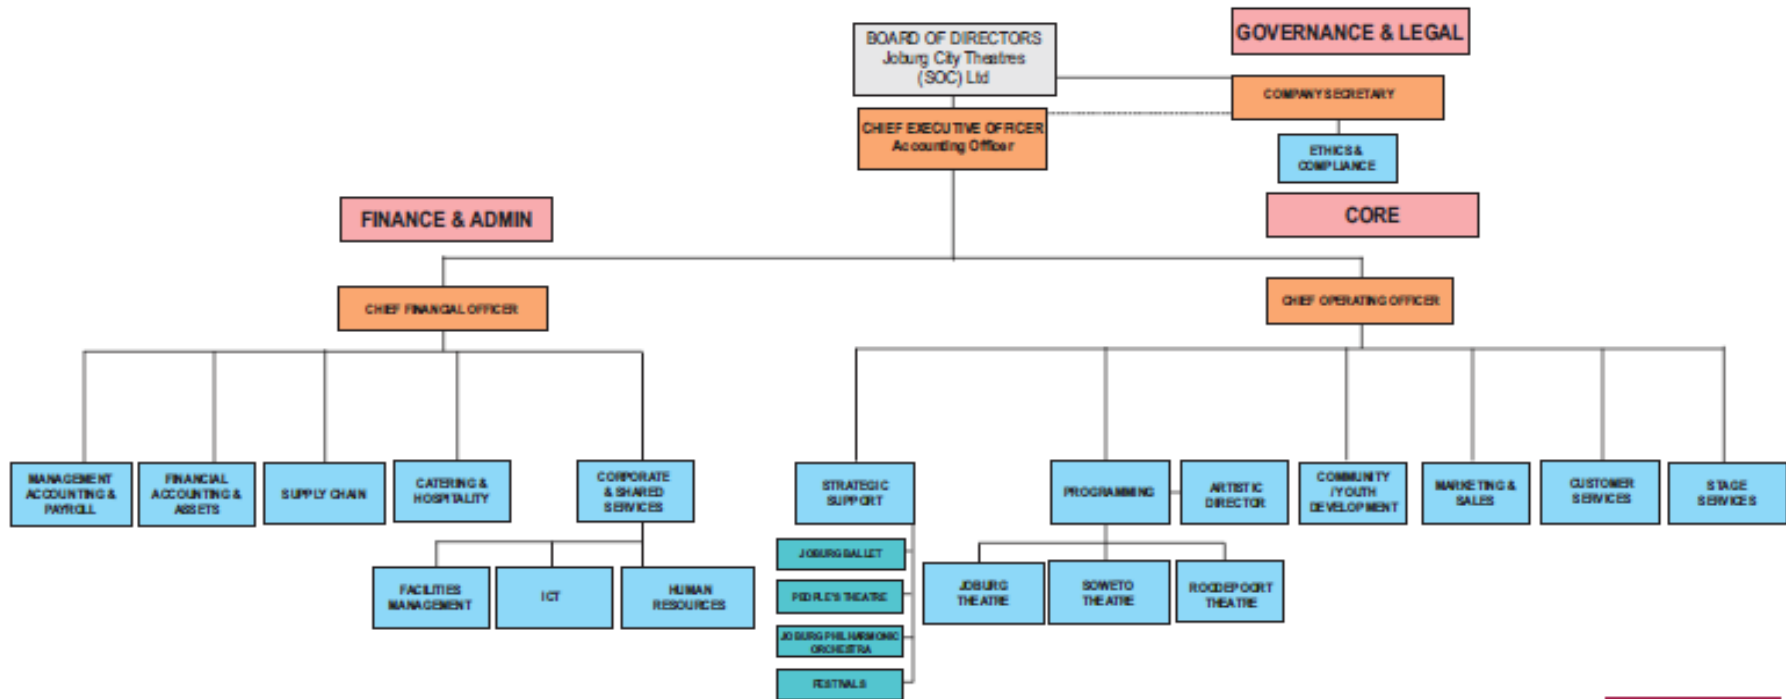 BOARD OF DIRECTORS
Joburg City Theatres
(SOC) Ltd
GOVERNANCE & LEGAL
COMPANY SECRETARY
CHIEF EXECUTIVE OFFICER
Accounting Officer
ETHICS &
COMPLIANCE
FINANCE & ADMIN
CORE
CHIEF FINANCIAL OFFICER
CHIEF OPERATING OFFICER
MANAGEMENT
ACCOUNTING &
PAYROLL
FINANCIAL
ACCOUNTING &
ASSETS
SUPPLY CHAIN
CATERING &
HOSPITALITY
CORPORATE
& SHARED
SERVICES
STRATEGIC
SUPPORT
PROGRAMMING
ARTISTIC
DIRECTOR
COMMUNITY
/YOUTH
DEVELOPMENT
MARKETING &
SALES
CUSTOMER
SERVICES
STAGE
SERVICES
FACILITIES
MANAGEMENT
ICT
HUMAN
RESOURCES
JOBURG BALLET
PEOPLE'S THEATRE
JOBURG PHILHARMONIC
ORCHESTRA
FESTIVALS
JOBURG
THEATRE
SOWETO
THEATRE
ROODEPOORT
THEATRE